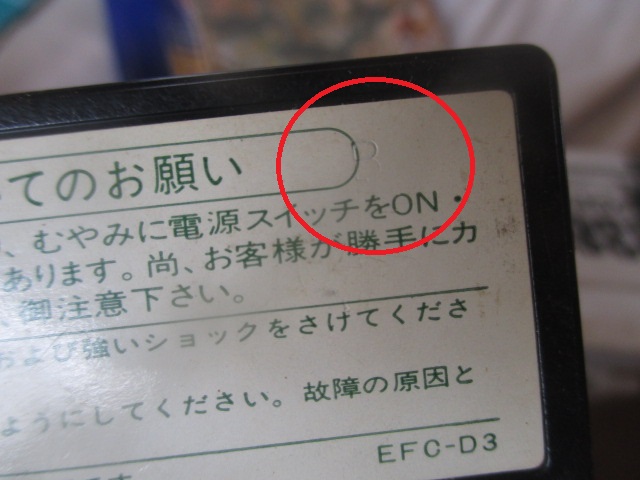 てのお願い
、むやみに電源スイッチをON・
あります。尚、お客様が勝手にカ
、御注意下さい。
および強いショックをさけてくださ
ようにしてください。故障の原因と
EFC-D3
です